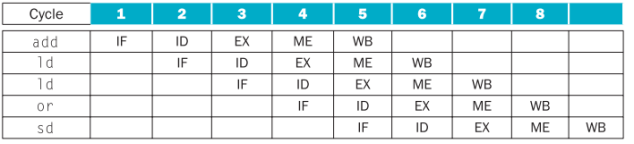 Cycle 1 2 3 4 5 6 7 8
add IF ID EX ME WB
ld IF ID EX ME WB
ld IF ID EX ME WB
or IF ID EX ME WB
sd IF ID EX ME WB